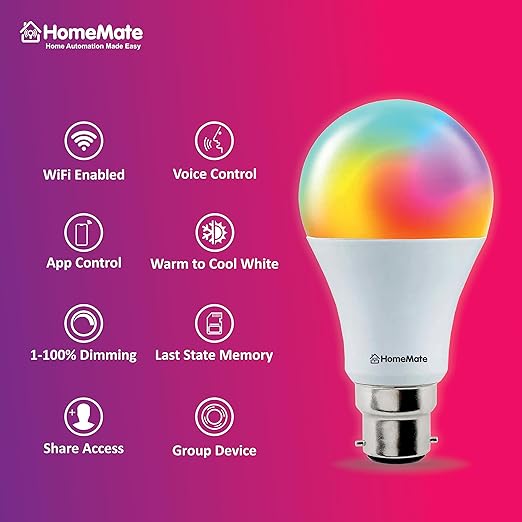 HomeMate
Home Automation Made Easy
WiFi Enabled
Voice Control
App Control
Warm to Cool White
1-100% Dimming
Last State Memory
Share Access
Group Device
HomeMate